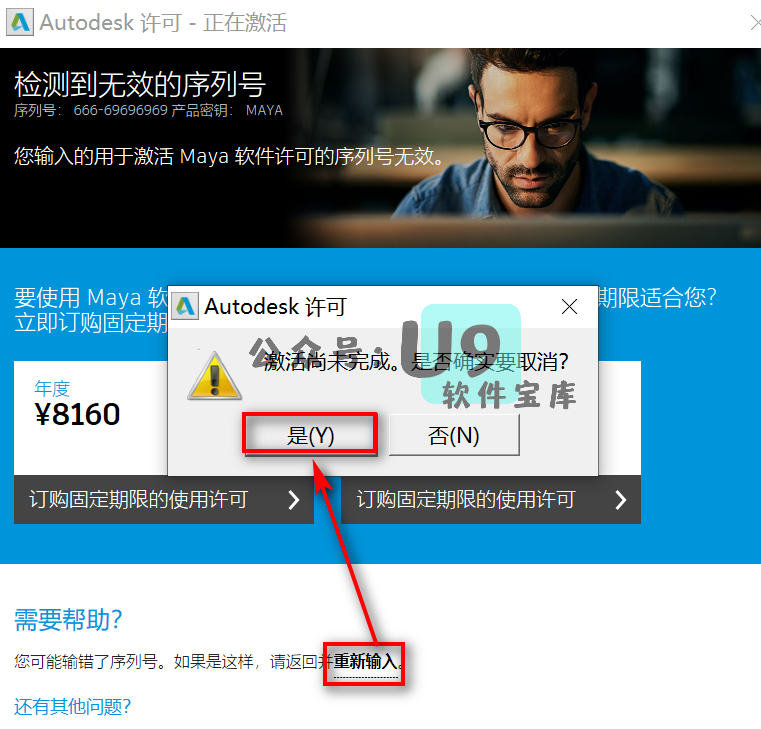 Autodesk 许可 - 正在激活
检测到无效的序列号
序列号： 666-69696969 产品密钥： MAYA
您输入的用于激活 Maya 软件许可的序列号无效。
要使用 Maya 软
期限适合您？
立即订购固定期
Autodesk 许可
公众号·U9
软件宝库
激活尚未完成。是否确实要取消?
是(Y)
否(N)
年度
¥8160
订购固定期限的使用许可
订购固定期限的使用许可
需要帮助？
您可能输错了序列号。如果是这样，请返回并重新输入。
还有其他问题？